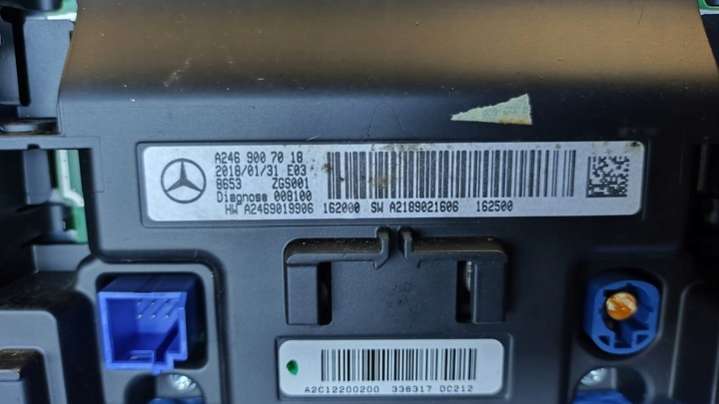 A246 900 70 18
2018/01/31 E03
8653 ZGS001
Diagnose 008100
HW A2469019906 162000 SW A2189021606 162500
A2C12200200 338317 DC212